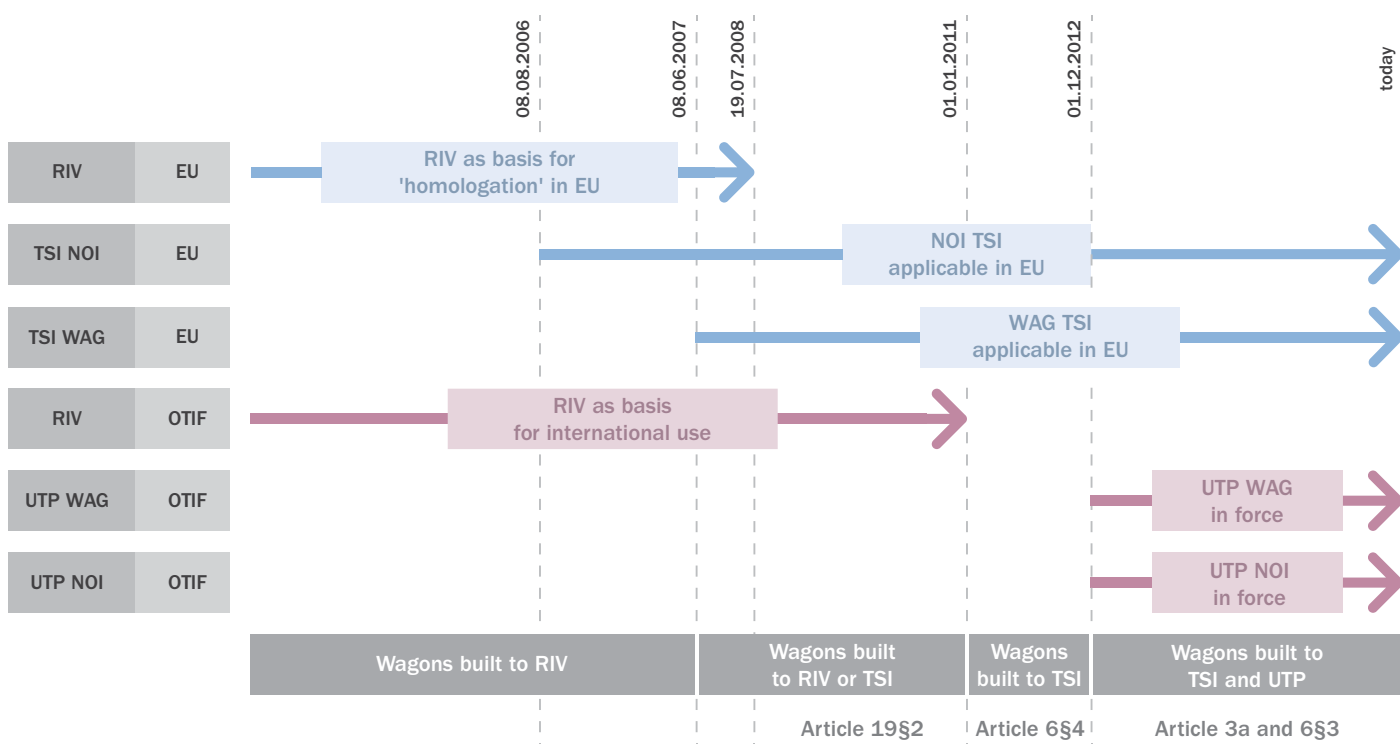 08.08.2006
08.06.2007
19.07.2008
01.01.2011
01.12.2012
today
RIV EU
RIV as basis for
'homologation' in EU
TSI NOI EU
NOI TSI
applicable in EU
TSI WAG EU
WAG TSI
applicable in EU
RIV OTIF
RIV as basis
for international use
UTP WAG OTIF
UTP WAG
in force
UTP NOI OTIF
UTP NOI
in force
Wagons built to RIV
Wagons built
to RIV or TSI
Wagons
built to TSI
Wagons built to
TSI and UTP
Article 19§2
Article 6§4
Article 3a and 6§3